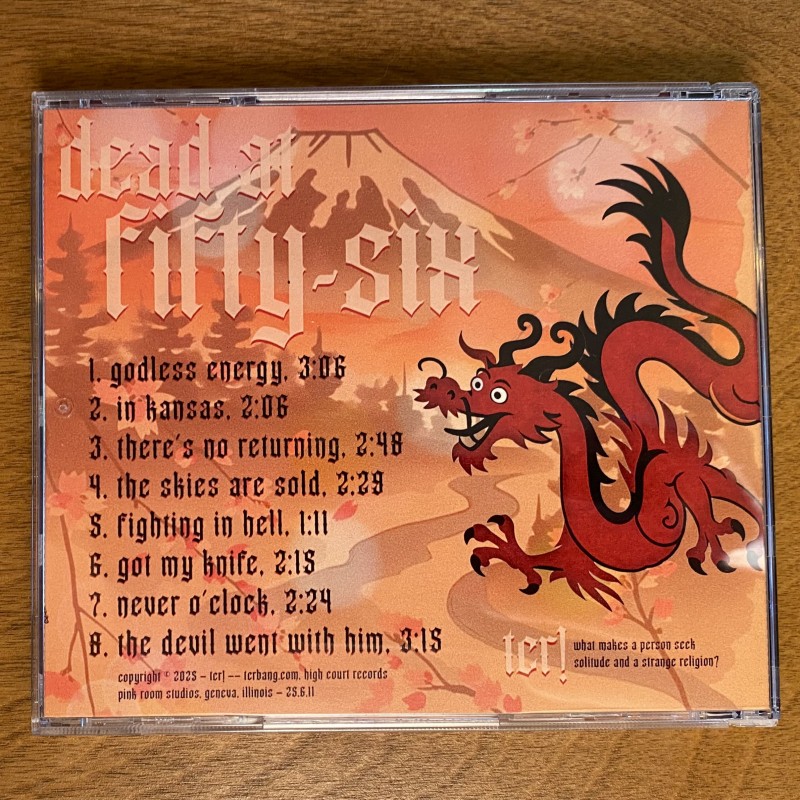 dead at
fifty-six
1. godless energy, 3:06
2. in kansas, 2:06
3. there's no returning, 2:48
4. the skies are sold, 2:29
5. fighting in hell, 1:11
6. got my knife, 2:15
7. never o'clock, 2:24
8. the devil went with him, 3:15
copyright © 2025 - tcr! -- tcrbang.com, high court records
pink room studios, geneva, illinois - 25.6.11
tcr!
what makes a person seek
solitude and a strange religion?